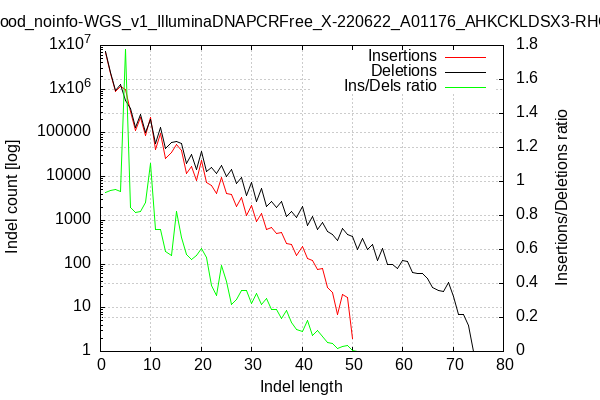 ood_noinfo-WGS_v1_IlluminaDNAPCRFree_X-220622_A01176_AHKCKLDSX3-RH
Insertions
Deletions
Ins/Dels ratio
Indel count [log]
1x10^7
1x10^6
100000
10000
1000
100
10
1
Insertions/Deletions ratio
1.8
1.6
1.4
1.2
1
0.8
0.6
0.4
0.2
0
0 10 20 30 40 50 60 70 80
Indel length